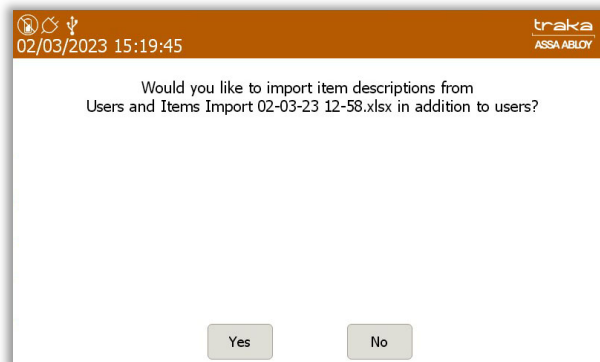 traka
ASSA ABLOY
02/03/2023 15:19:45
Would you like to import item descriptions from
Users and Items Import 02-03-23 12-58.xlsx in addition to users?
Yes
No